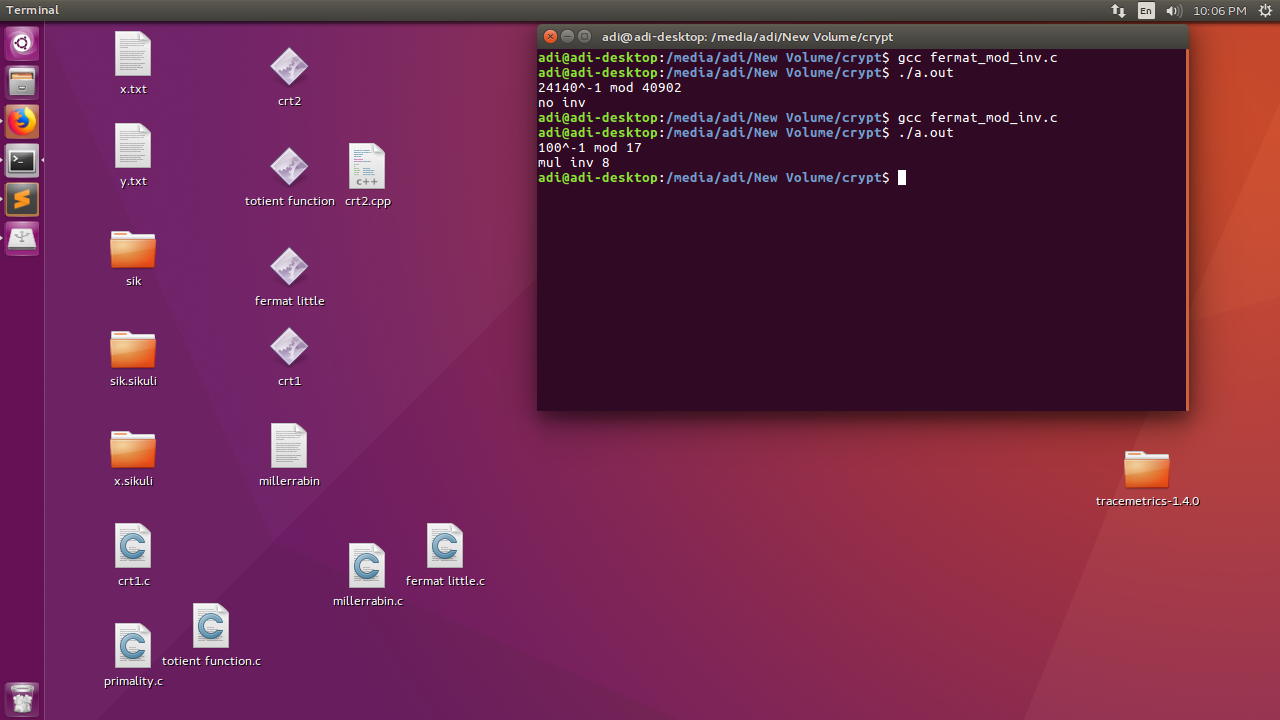 Terminal
En
10:06 PM
adi@adi-desktop: /media/adi/New Volume/crypt
adi@adi-desktop:/media/adi/New Volume/crypt$ gcc fermat_mod_inv.c
adi@adi-desktop:/media/adi/New Volume/crypt$ ./a.out
24140^-1 mod 40902
no inv
adi@adi-desktop:/media/adi/New Volume/crypt$ gcc fermat_mod_inv.c
adi@adi-desktop:/media/adi/New Volume/crypt$ ./a.out
100^-1 mod 17
mul inv 8
adi@adi-desktop:/media/adi/New Volume/crypt$
x.txt
crt2
y.txt
totient function
c++
crt2.cpp
sik
fermat little
sik.sikuli
crt1
x.sikuli
millerrabin
tracemetrics-1.4.0
C
crt1.c
C
millerrabin.c
C
fermat little.c
C
primality.c
C
totient function.c